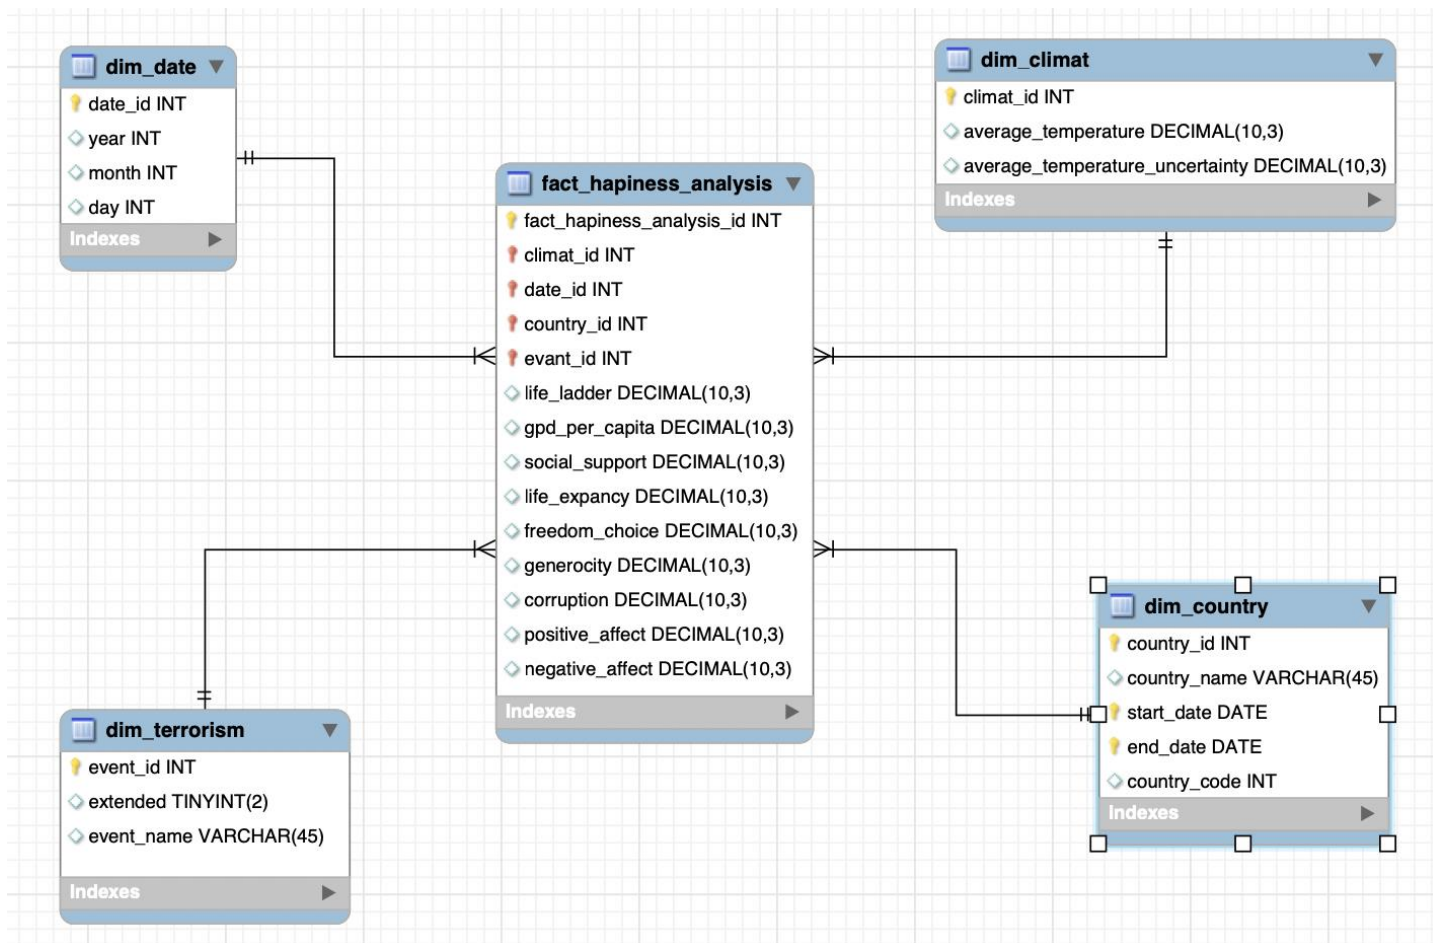 dim_date
date_id INT
year INT
month INT
day INT
Indexes
dim_climat
climat_id INT
average_temperature DECIMAL(10,3)
average_temperature_uncertainty DECIMAL(10,3)
Indexes
fact_hapiness_analysis
fact_hapiness_analysis_id INT
climat_id INT
date_id INT
country_id INT
evant_id INT
life_ladder DECIMAL(10,3)
gpd_per_capita DECIMAL(10,3)
social_support DECIMAL(10,3)
life_expancy DECIMAL(10,3)
freedom_choice DECIMAL(10,3)
generocity DECIMAL(10,3)
corruption DECIMAL(10,3)
positive_affect DECIMAL(10,3)
negative_affect DECIMAL(10,3)
Indexes
dim_terrorism
event_id INT
extended TINYINT(2)
event_name VARCHAR(45)
Indexes
dim_country
country_id INT
country_name VARCHAR(45)
start_date DATE
end_date DATE
country_code INT
Indexes